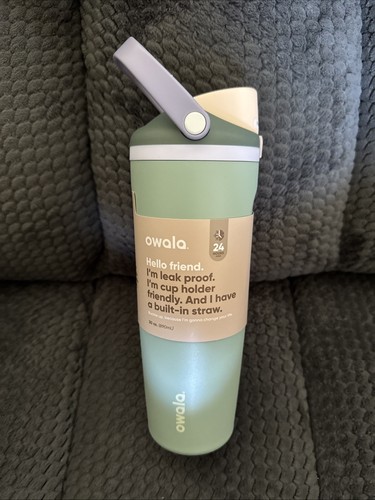 owala
24
Hello friend.
I'm leak proof.
I'm cup holder
friendly. And I have
a built-in straw.
owala